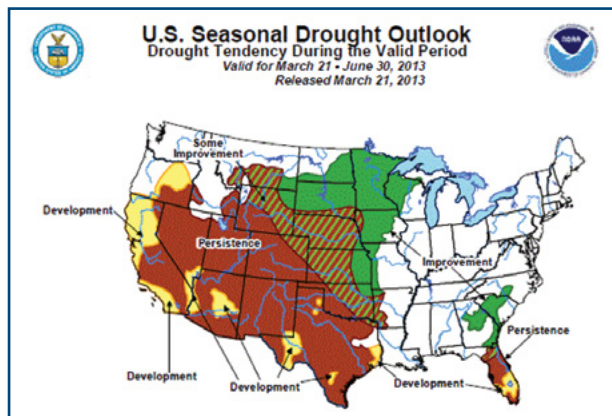 U.S. Seasonal Drought Outlook
Drought Tendency During the Valid Period
Valid for March 21 - June 30, 2013
Released March 21, 2013
NOAA
Some
Improvement
Development
Persistence
Improvement
Persistence
Development
Development
Development